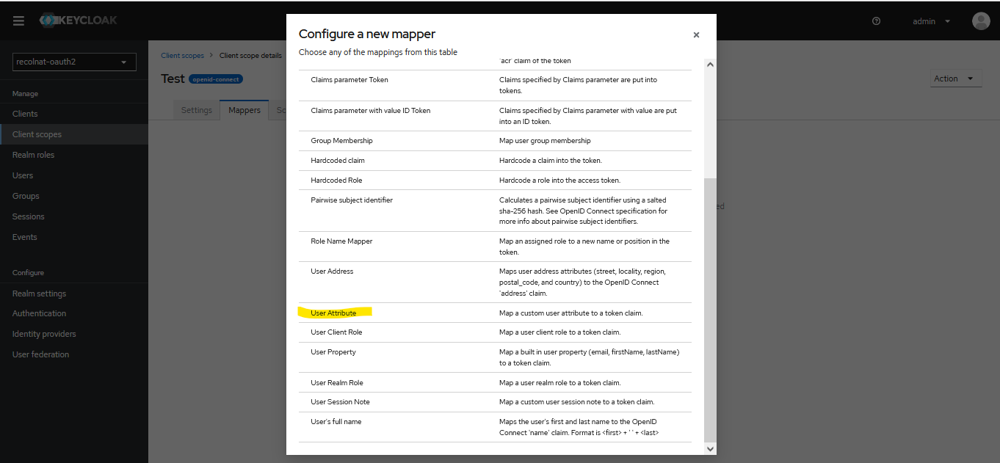 KEYCLOAK
admin
recolnat-oauth2
Manage
Clients
Client scopes
Realm roles
Users
Groups
Sessions
Events
Configure
Realm settings
Authentication
Identity providers
User federation
Client scopes > Client scope details
Test openid-connect
Action
Settings Mappers Sc
ed
Configure a new mapper
Choose any of the mappings from this table
'acr' claim of the token
Claims parameter Token Claims specified by Claims parameter are put into
tokens.
Claims parameter with value ID Token Claims specified by Claims parameter with value are put
into an ID token.
Group Membership Map user group membership
Hardcoded claim Hardcode a claim into the token.
Hardcoded Role Hardcode a role into the access token.
Pairwise subject identifier Calculates a pairwise subject identifier using a salted
sha-256 hash. See OpenID Connect specification for
more info about pairwise subject identifiers.
Role Name Mapper Map an assigned role to a new name or position in the
token.
User Address Maps user address attributes (street, locality, region,
postal_code, and country) to the OpenID Connect
'address' claim.
User Attribute Map a custom user attribute to a token claim.
User Client Role Map a user client role to a token claim.
User Property Map a built in user property (email, firstName, lastName)
to a token claim.
User Realm Role Map a user realm role to a token claim.
User Session Note Map a custom user session note to a token claim.
User's full name Maps the user's first and last name to the OpenID
Connect 'name' claim. Format is <first> + ' ' + <last>